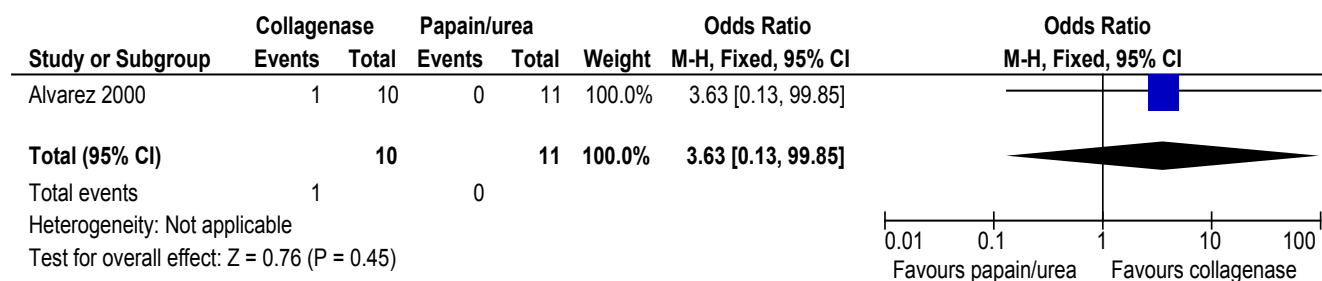 Collagenase Papain/urea Odds Ratio Odds Ratio
Study or Subgroup Events Total Events Total Weight M-H, Fixed, 95% CI M-H, Fixed, 95% CI
Alvarez 2000 1 10 0 11 100.0% 3.63 [0.13, 99.85]
Total (95% CI) 10 11 100.0% 3.63 [0.13, 99.85]
Total events 1 0
Heterogeneity: Not applicable
Test for overall effect: Z = 0.76 (P = 0.45)
0.01 0.1 1 10 100
Favours papain/urea Favours collagenase